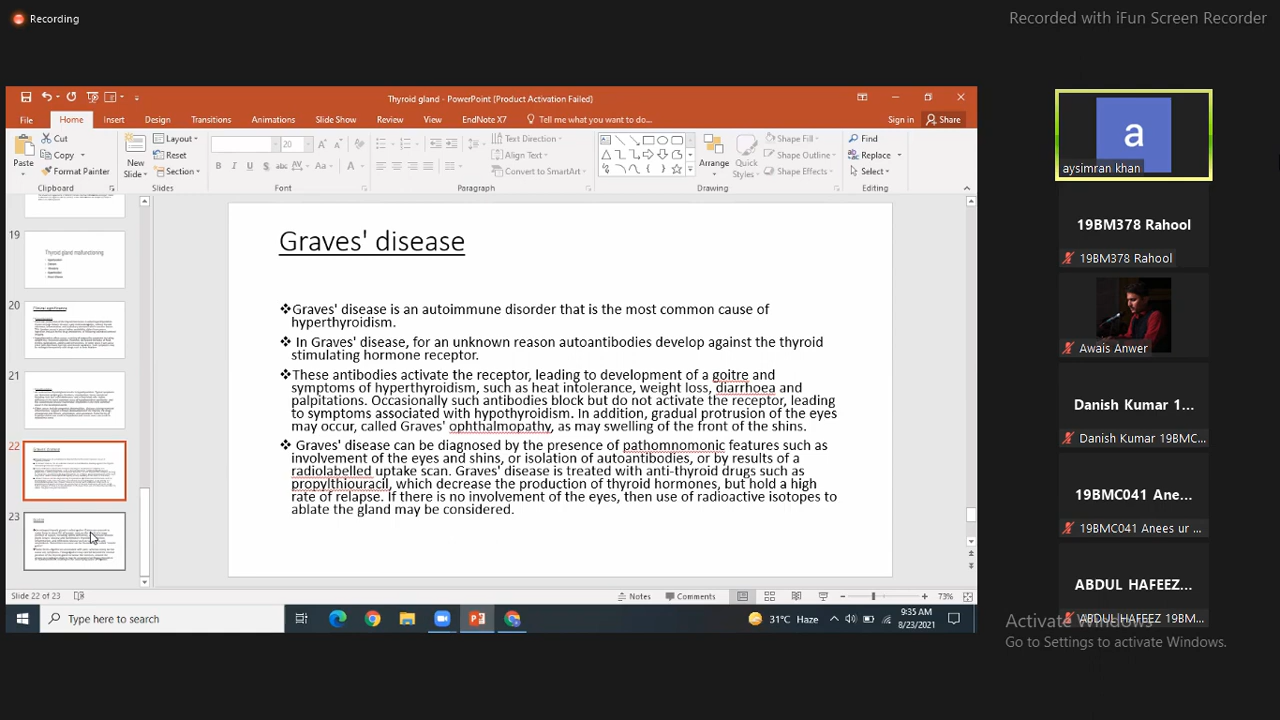 Recording
Recorded with iFun Screen Recorder
Thyroid gland - PowerPoint (Product Activation Failed)
File Home Insert Design Transitions Animations Slide Show Review View EndNote X7 Tell me what you want to do... Sign in Share
Paste
Cut
Copy
Format Painter
Clipboard
New
Slide
Layout
Reset
Section
Slides
20
B I U S abc AV Aa A
Font
Text Direction
Align Text
Convert to SmartArt
Paragraph
Arrange
Quick
Styles
Shape Fill
Shape Outline
Shape Effects
Drawing
Find
Replace
Select
Editing
19
Thyroid gland malfunctioning
20
21
22
23
Graves' disease
❖Graves' disease is an autoimmune disorder that is the most common cause of
hyperthyroidism.
❖ In Graves' disease, for an unknown reason autoantibodies develop against the thyroid
stimulating hormone receptor.
❖These antibodies activate the receptor, leading to development of a goitre and
symptoms of hyperthyroidism, such as heat intolerance, weight loss, diarrhoea and
palpitations. Occasionally such antibodies block but do not activate the receptor, leading
to symptoms associated with hypothyroidism. In addition, gradual protrusion of the eyes
may occur, called Graves' ophthalmopathy, as may swelling of the front of the shins.
❖ Graves' disease can be diagnosed by the presence of pathomnomonic features such as
involvement of the eyes and shins, or isolation of autoantibodies, or by results of a
radiolabelled uptake scan. Graves' disease is treated with anti-thyroid drugs such as
propylthiouracil, which decrease the production of thyroid hormones, but hold a high
rate of relapse. If there is no involvement of the eyes, then use of radioactive isotopes to
ablate the gland may be considered.
Slide 22 of 23
Notes Comments 73%
Type here to search
31°C Haze
9:35 AM
8/23/2021
a
aysimran khan
19BM378 Rahool
19BM378 Rahool
Awais Anwer
Danish Kumar 1...
Danish Kumar 19BMC...
19BMC041 Ane...
19BMC041 Anees ur ...
ABDUL HAFEEZ...
ABDUL HAFEEZ 19BM...
Activate Windows
Go to Settings to activate Windows.